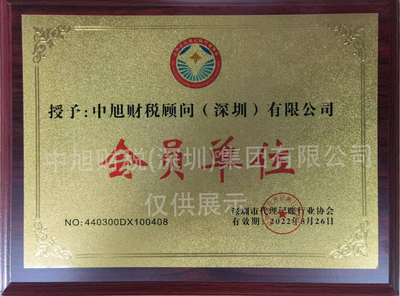 授予:中旭财税顾问(深圳)有限公司
会员单位
中旭财税(深圳)集团有限公司
仅供展示
深圳市代理记账行业协会
NO:440300DX100408
有效期:2022年8月26日